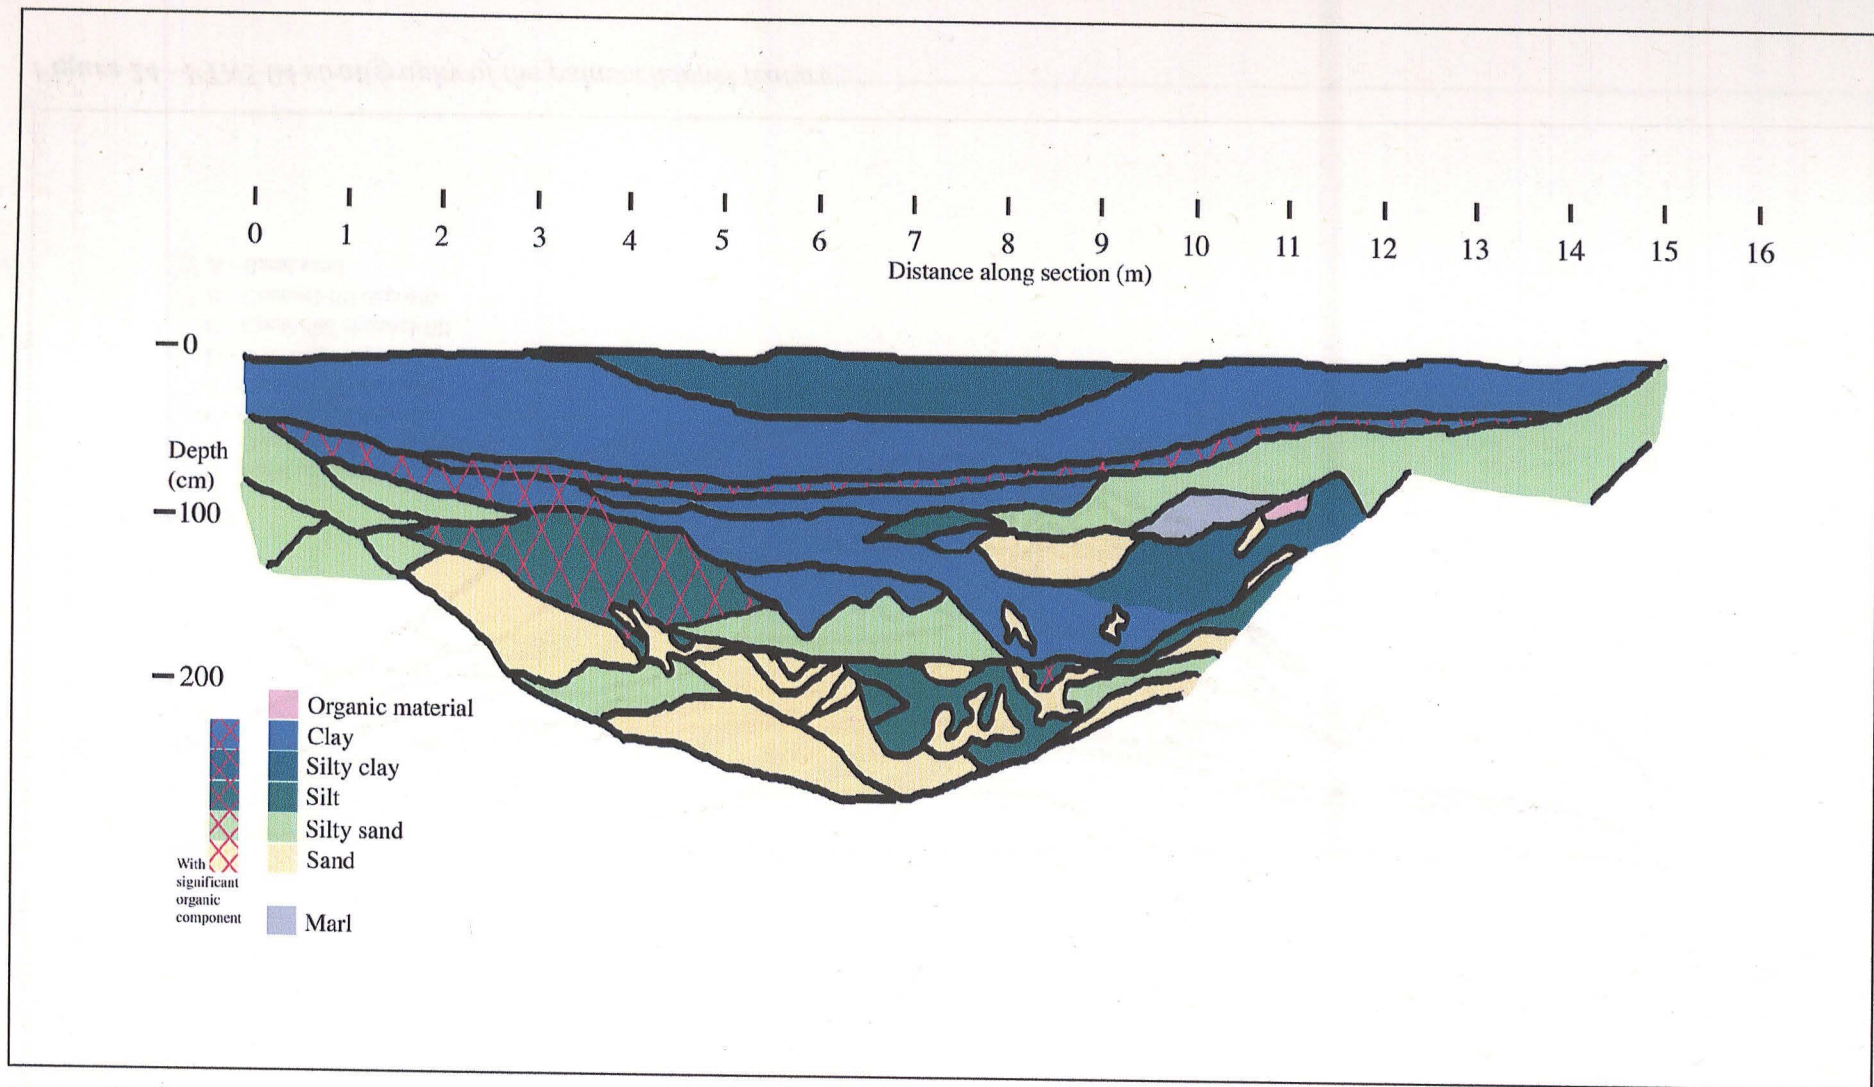 0 1 2 3 4 5 6 7 8 9 10 11 12 13 14 15 16
Distance along section (m)
0
Depth
(cm)
100
200
Organic material
Clay
Silty clay
Silt
Silty sand
Sand
With
significant
organic
component
Marl